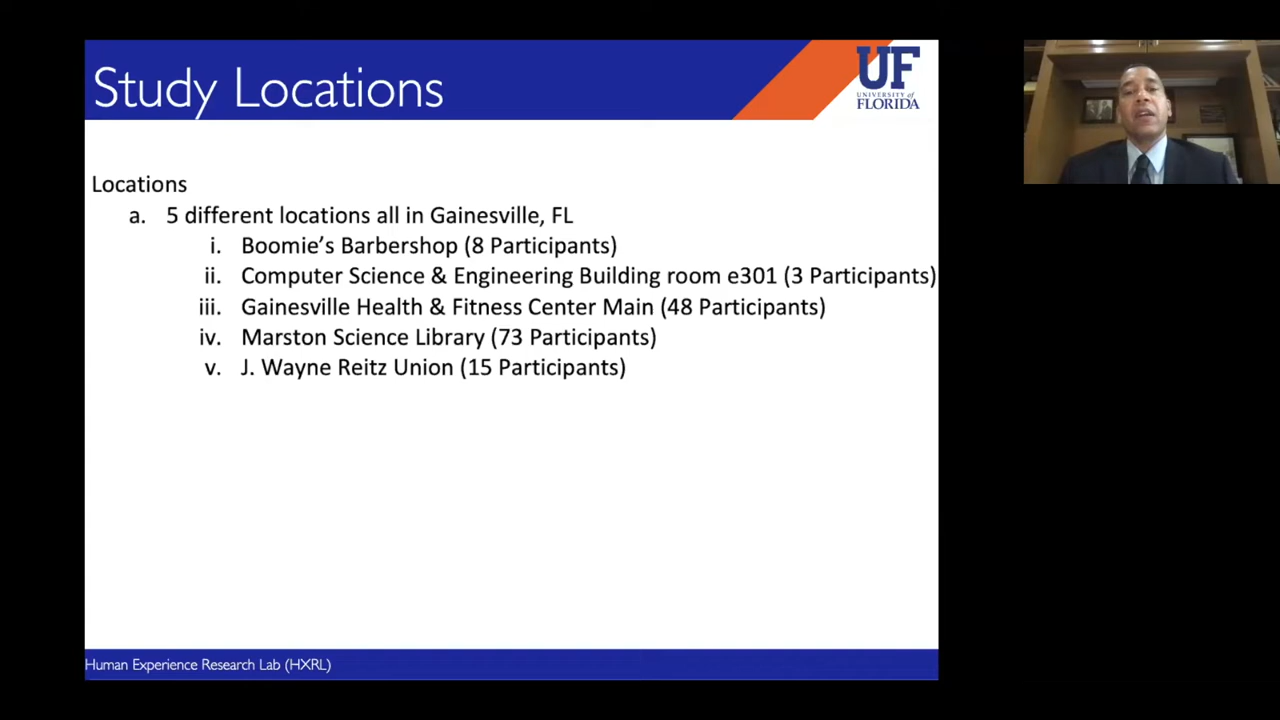 Study Locations
UF
UNIVERSITY of
FLORIDA
Locations
a. 5 different locations all in Gainesville, FL
i. Boomie's Barbershop (8 Participants)
ii. Computer Science & Engineering Building room e301 (3 Participants)
iii. Gainesville Health & Fitness Center Main (48 Participants)
iv. Marston Science Library (73 Participants)
v. J. Wayne Reitz Union (15 Participants)
Human Experience Research Lab (HXRL)